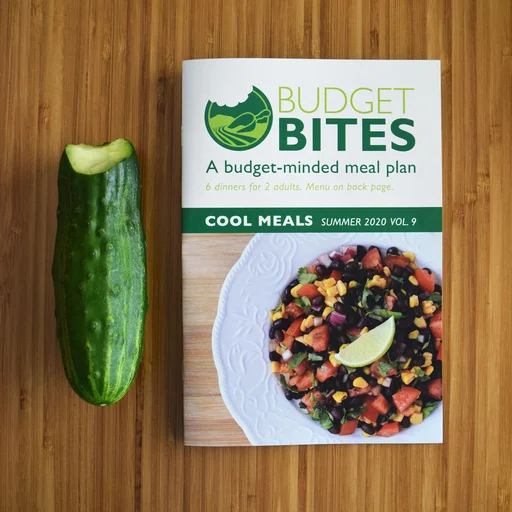 BUDGET
BITES
A budget-minded meal plan
6 dinners for 2 adults. Menu on back page.
COOL MEALS SUMMER 2020 VOL. 9